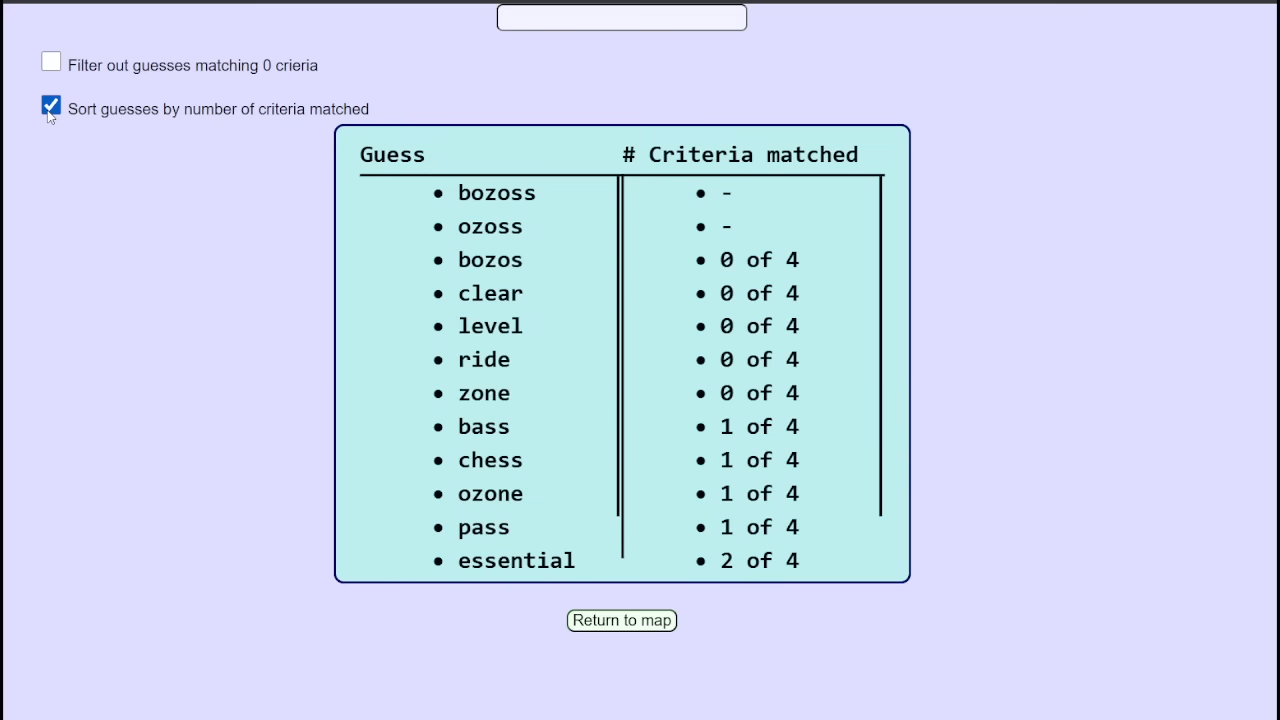 Filter out guesses matching 0 crieria
Sort guesses by number of criteria matched
Guess # Criteria matched
• bozoss • -
• ozoss • -
• bozos • 0 of 4
• clear • 0 of 4
• level • 0 of 4
• ride • 0 of 4
• zone • 0 of 4
• bass • 1 of 4
• chess • 1 of 4
• ozone • 1 of 4
• pass • 1 of 4
• essential • 2 of 4
Return to map